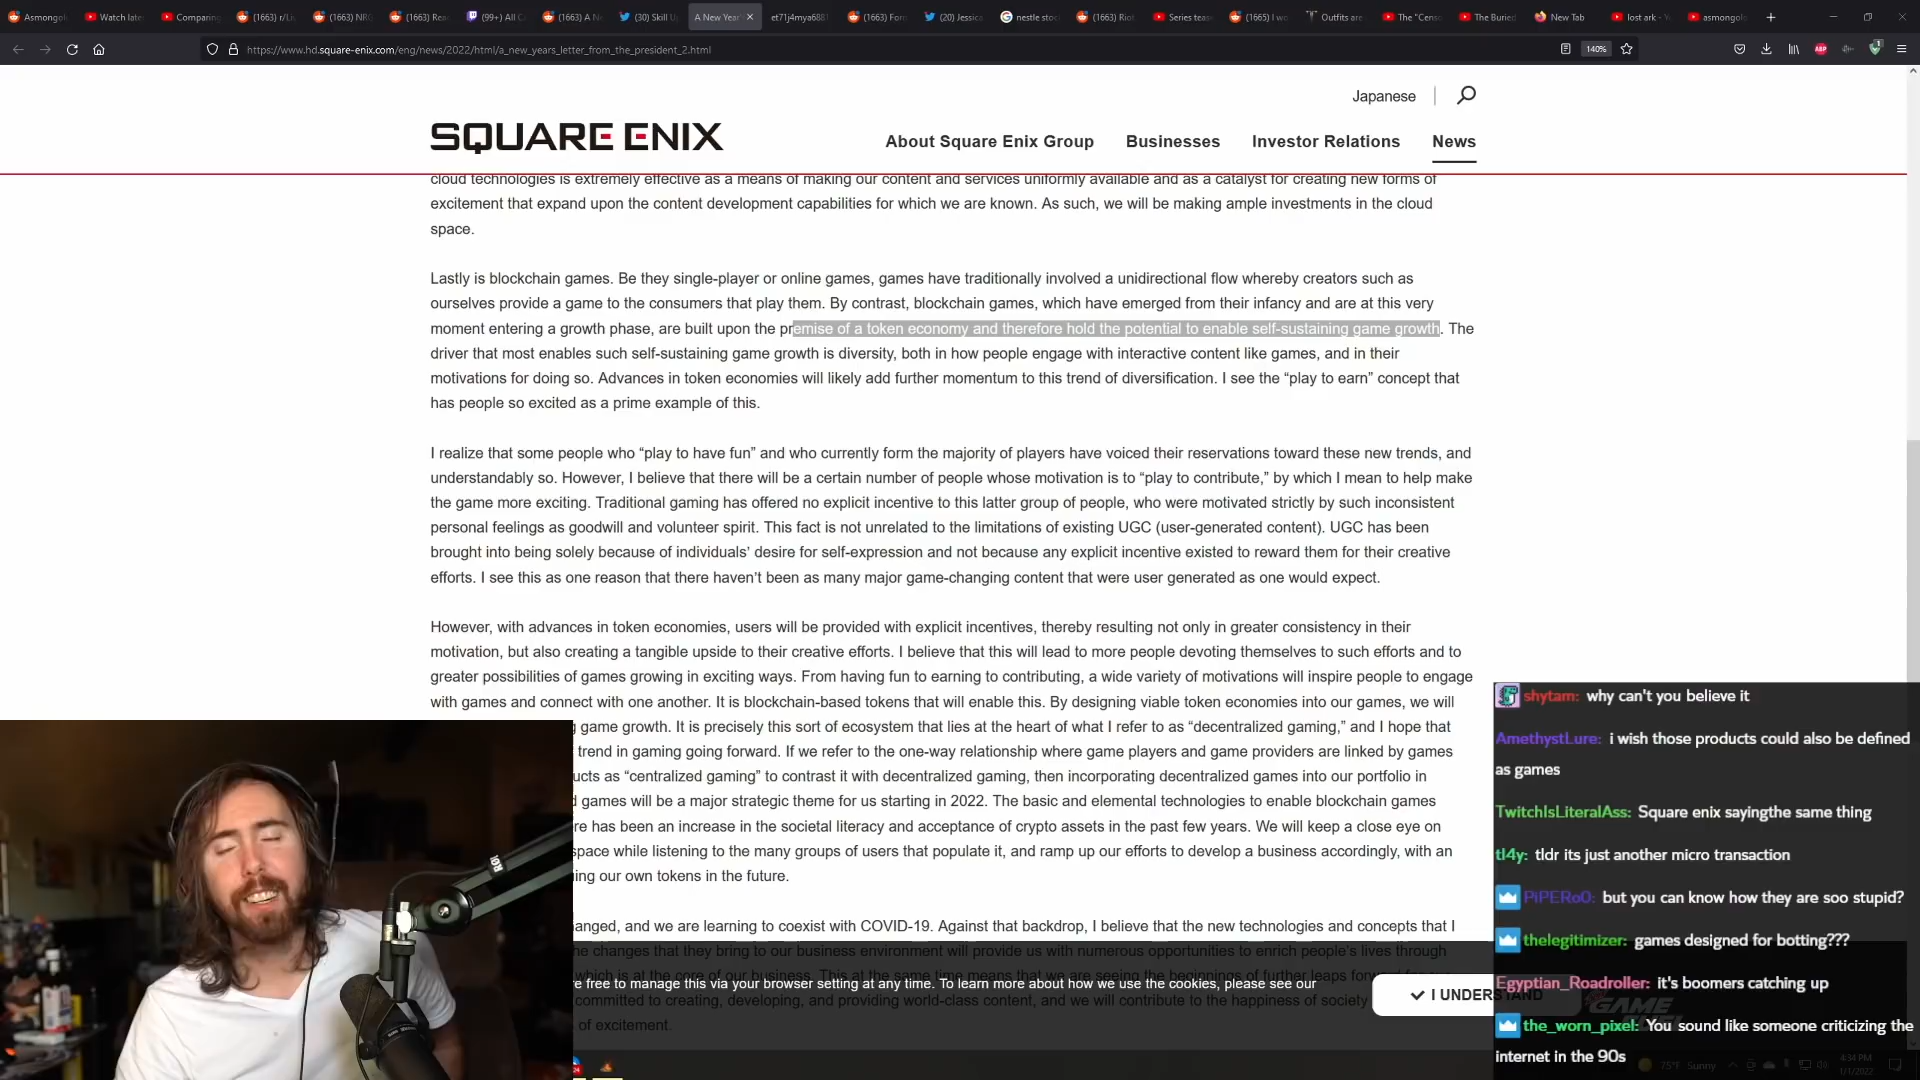 Asmongol
Watch late
Comparing
(1663) r/Li
(1663) NR
(1663) Rea
(99+) All C
(1663) A N
(30) Skill U
A New Year
et71j4mya6881
(1663) For
(20) Jessica
nestle stoc
(1663) Rio
Series teas
(1665) I wo
Outfits are
The "Cens
The Buried
New Tab
lost ark - Y
asmongol
https://www.hd.square-enix.com/eng/news/2022/html/a_new_years_letter_from_the_president_2.html
140%
Japanese
SQUARE ENIX
About Square Enix Group Businesses Investor Relations News
cloud technologies is extremely effective as a means of making our content and services uniformly available and as a catalyst for creating new forms of
excitement that expand upon the content development capabilities for which we are known. As such, we will be making ample investments in the cloud
space.
Lastly is blockchain games. Be they single-player or online games, games have traditionally involved a unidirectional flow whereby creators such as
ourselves provide a game to the consumers that play them. By contrast, blockchain games, which have emerged from their infancy and are at this very
moment entering a growth phase, are built upon the premise of a token economy and therefore hold the potential to enable self-sustaining game growth. The
driver that most enables such self-sustaining game growth is diversity, both in how people engage with interactive content like games, and in their
motivations for doing so. Advances in token economies will likely add further momentum to this trend of diversification. I see the “play to earn” concept that
has people so excited as a prime example of this.
I realize that some people who “play to have fun” and who currently form the majority of players have voiced their reservations toward these new trends, and
understandably so. However, I believe that there will be a certain number of people whose motivation is to “play to contribute,” by which I mean to help make
the game more exciting. Traditional gaming has offered no explicit incentive to this latter group of people, who were motivated strictly by such inconsistent
personal feelings as goodwill and volunteer spirit. This fact is not unrelated to the limitations of existing UGC (user-generated content). UGC has been
brought into being solely because of individuals’ desire for self-expression and not because any explicit incentive existed to reward them for their creative
efforts. I see this as one reason that there haven’t been as many major game-changing content that were user generated as one would expect.
However, with advances in token economies, users will be provided with explicit incentives, thereby resulting not only in greater consistency in their
motivation, but also creating a tangible upside to their creative efforts. I believe that this will lead to more people devoting themselves to such efforts and to
greater possibilities of games growing in exciting ways. From having fun to earning to contributing, a wide variety of motivations will inspire people to engage
with games and connect with one another. It is blockchain-based tokens that will enable this. By designing viable token economies into our games, we will
g game growth. It is precisely this sort of ecosystem that lies at the heart of what I refer to as “decentralized gaming,” and I hope that
trend in gaming going forward. If we refer to the one-way relationship where game players and game providers are linked by games
ucts as “centralized gaming” to contrast it with decentralized gaming, then incorporating decentralized games into our portfolio in
d games will be a major strategic theme for us starting in 2022. The basic and elemental technologies to enable blockchain games
re has been an increase in the societal literacy and acceptance of crypto assets in the past few years. We will keep a close eye on
space while listening to the many groups of users that populate it, and ramp up our efforts to develop a business accordingly, with an
ing our own tokens in the future.
anged, and we are learning to coexist with COVID-19. Against that backdrop, I believe that the new technologies and concepts that I
he changes that they bring to our business environment will provide us with numerous opportunities to enrich people’s lives through
which is at the core of our business. This at the same time means that we are seeing the beginnings of further leaps
e free to manage this via your browser setting at any time. To learn more about how we use the cookies, please see our
I UNDERSTAND
committed to creating, developing, and providing world-class content, and we will contribute to the happiness of society
of excitement.
shytam: why can't you believe it
AmethystLure: i wish those products could also be defined
as games
TwitchIsLiteralAss: Square enix sayingthe same thing
tl4y: tldr its just another micro transaction
PiPERoO: but you can know how they are soo stupid?
thelegitimizer: games designed for botting???
Egyptian_Roadroller: it's boomers catching up
the_worn_pixel: You sound like someone criticizing the
internet in the 90s
GAME
75°F Sunny
4:34 PM
1/1/2022